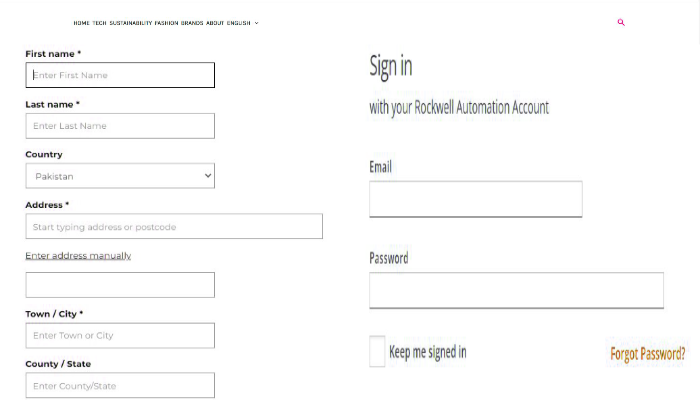 HOME TECH SUSTAINABILITY FASHION BRANDS ABOUT ENGLISH
First name *
Enter First Name
Last name *
Enter Last Name
Country
Pakistan
Address *
Start typing address or postcode
Enter address manually
Town / City *
Enter Town or City
County / State
Enter County/State
Sign in
with your Rockwell Automation Account
Email
Password
Keep me signed in
Forgot Password?